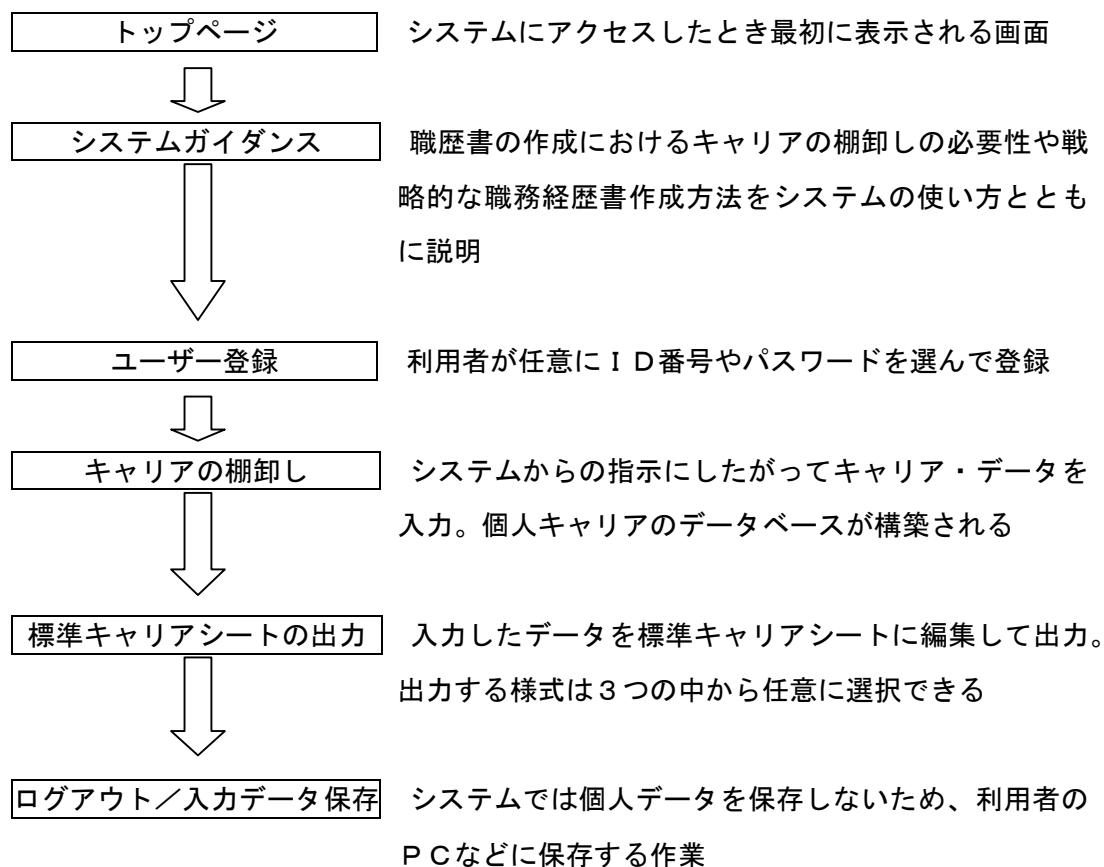 トップページ
システムにアクセスしたとき最初に表示される画面
システムガイダンス
職歴書の作成におけるキャリアの棚卸しの必要性や戦
略的な職務経歴書作成方法をシステムの使い方ととも
に説明
ユーザー登録
利用者が任意にＩＤ番号やパスワードを選んで登録
キャリアの棚卸し
システムからの指示にしたがってキャリア・データを
入力。個人キャリアのデータベースが構築される
標準キャリアシートの出力
入力したデータを標準キャリアシートに編集して出力。
出力する様式は３つの中から任意に選択できる
ログアウト／入力データ保存
システムでは個人データを保存しないため、利用者の
ＰＣなどに保存する作業